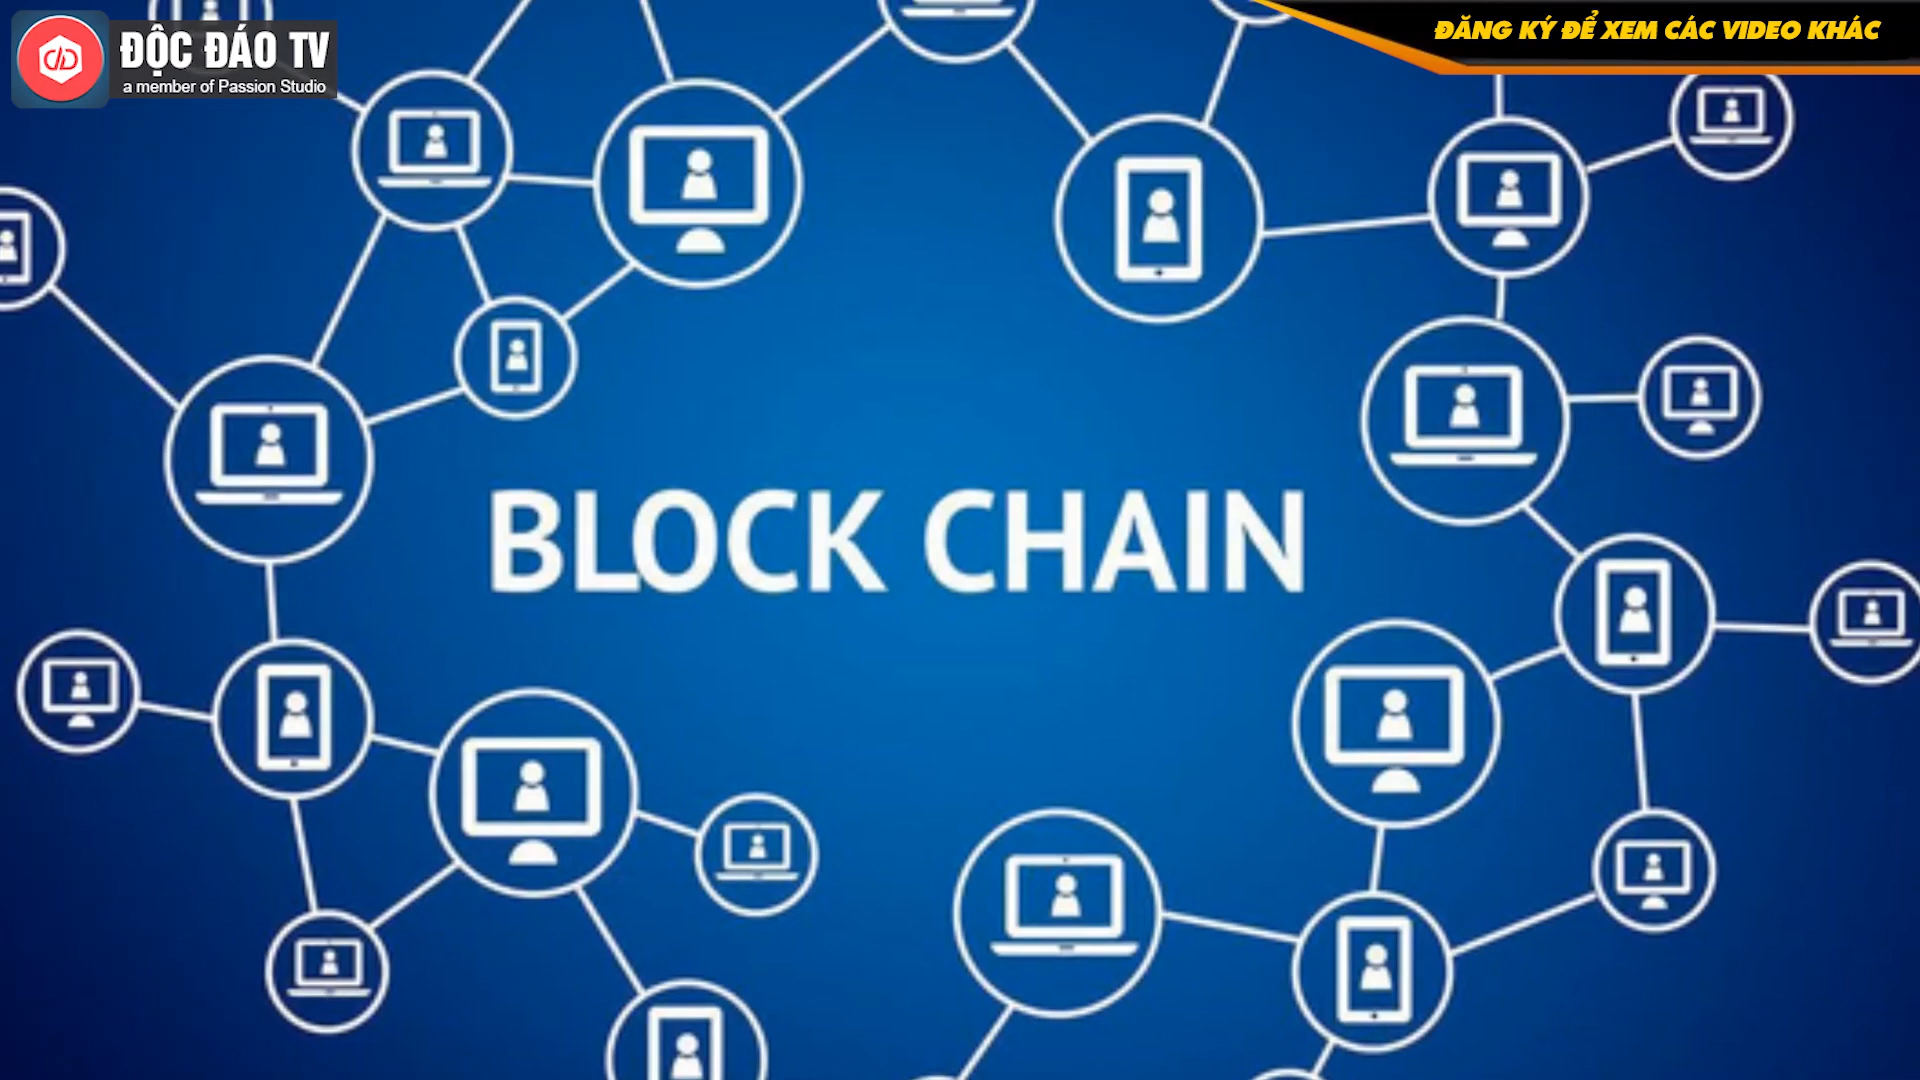 ĐỘC ĐÁO TV
a member of Passion Studio
ĐĂNG KÝ ĐỂ XEM CÁC VIDEO KHÁC
BLOCK CHAIN